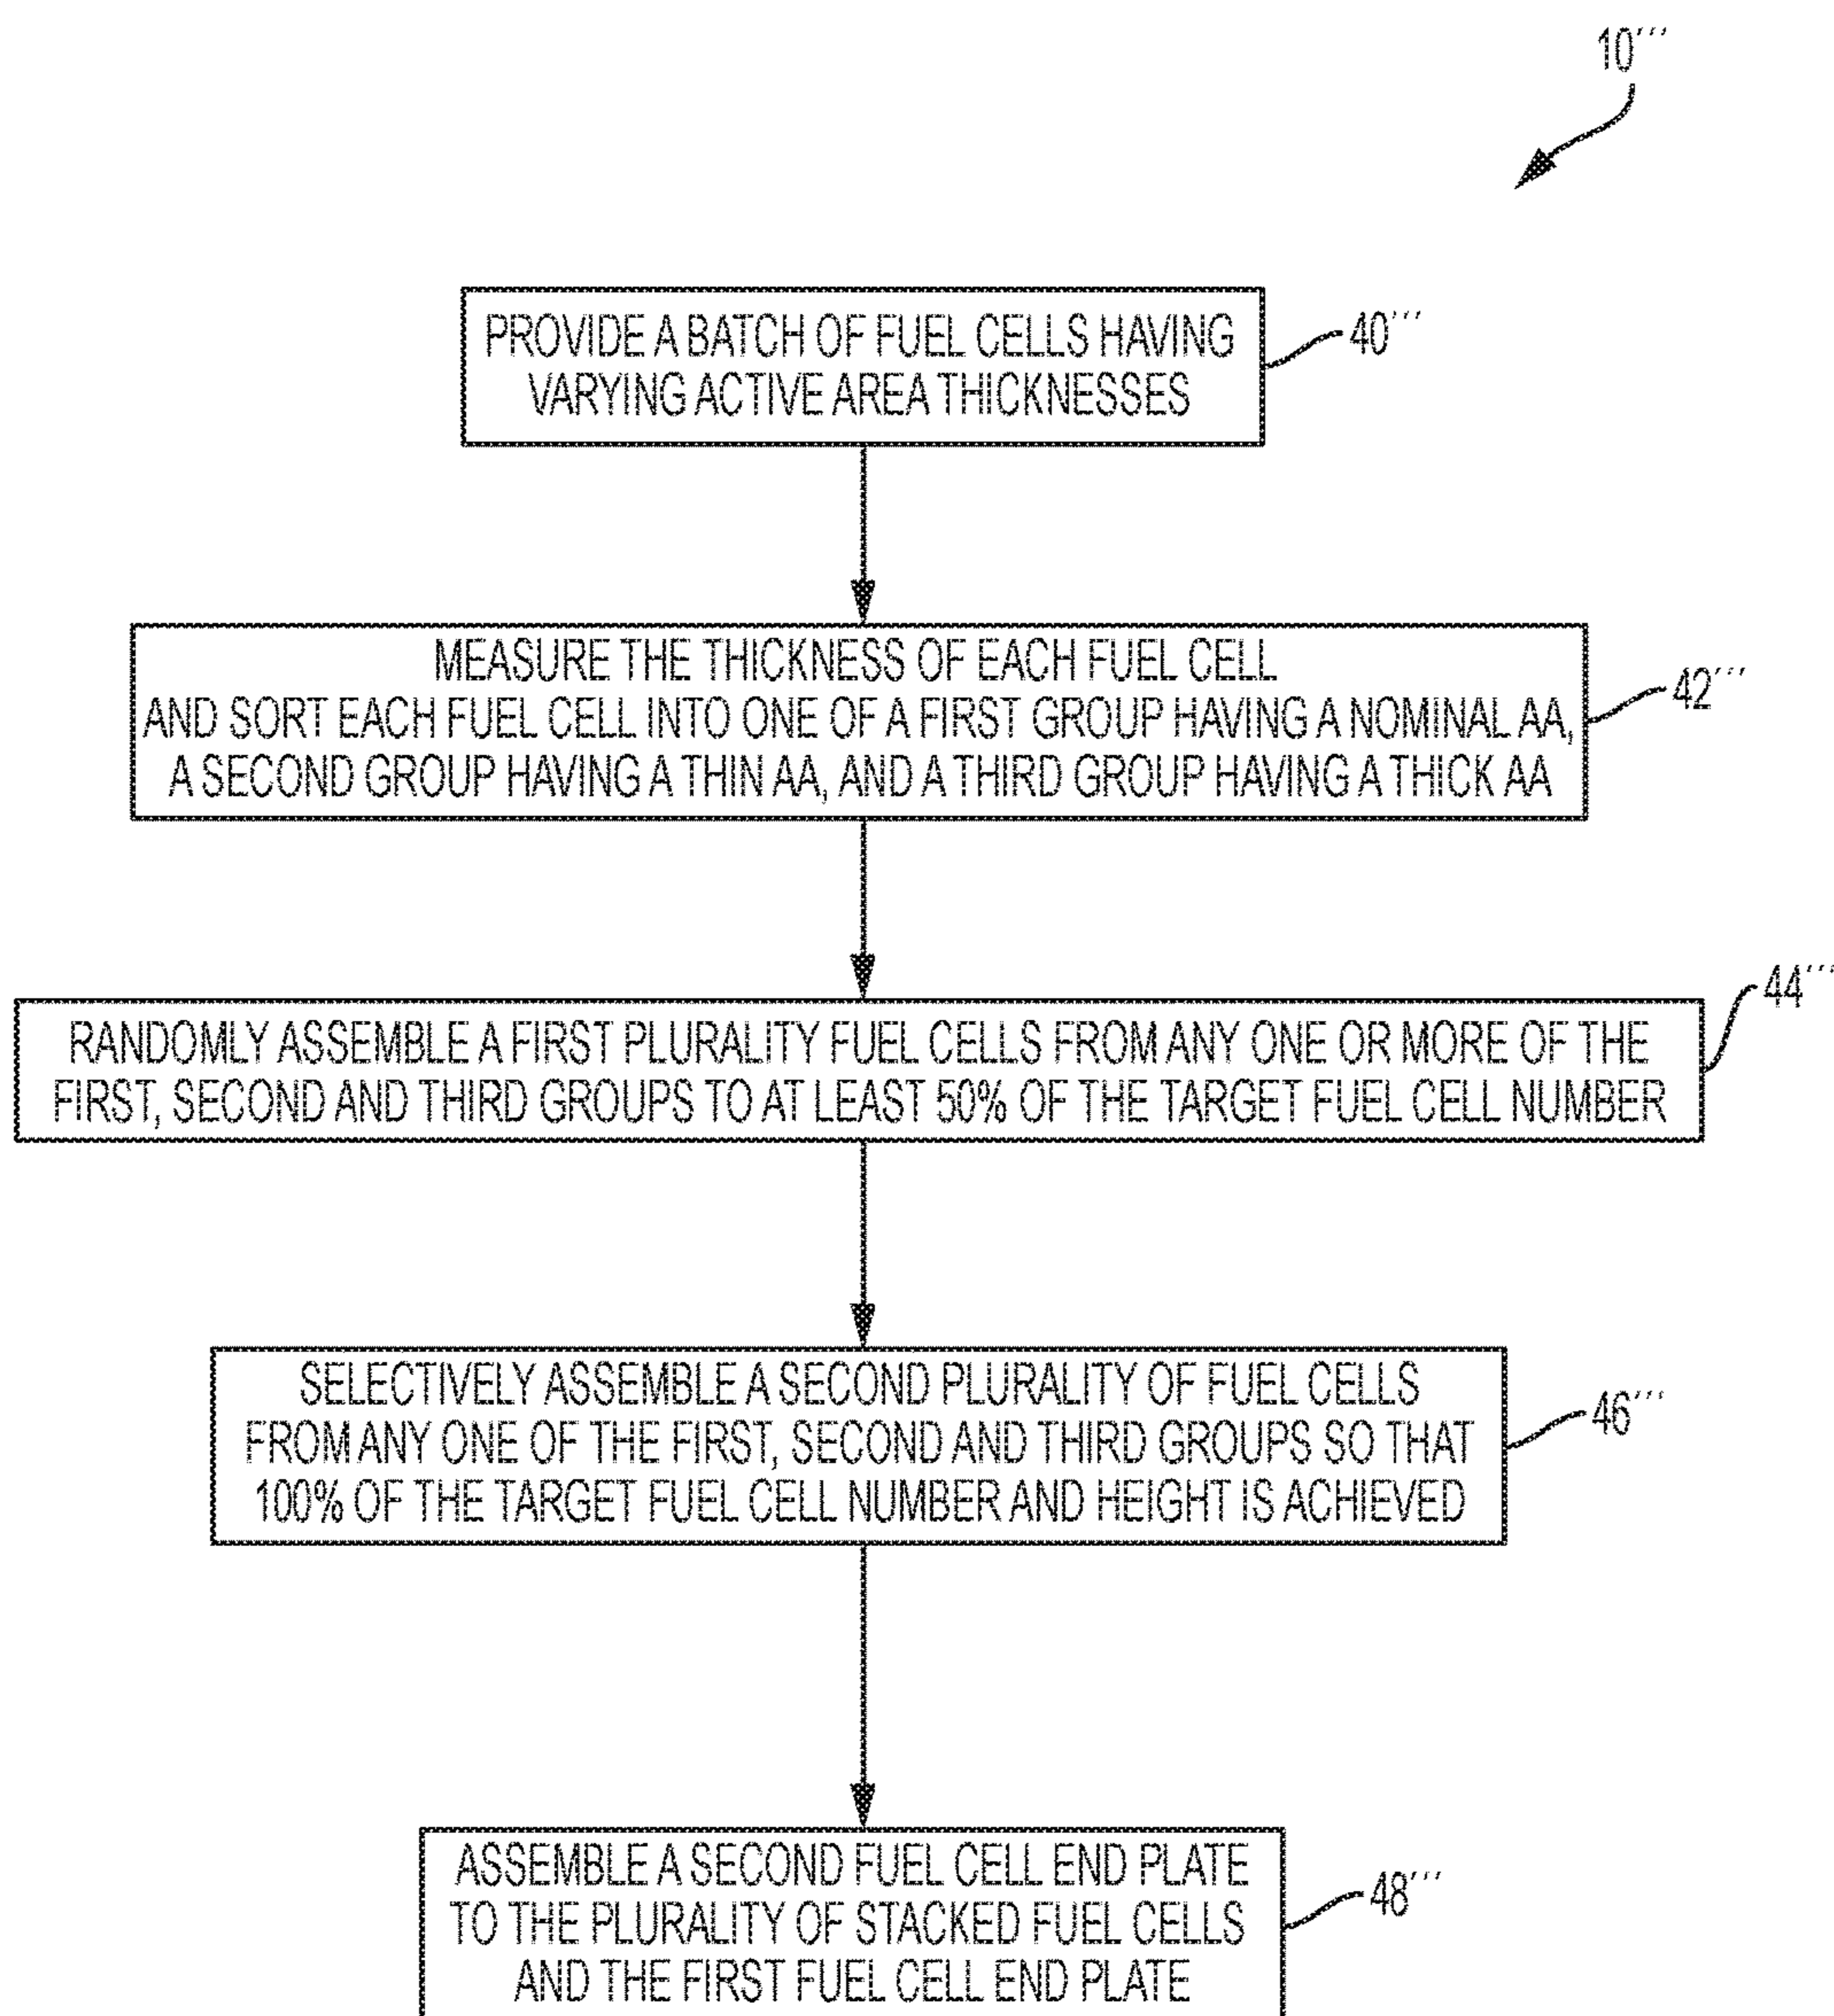 10′′′
PROVIDE A BATCH OF FUEL CELLS HAVING
VARYING ACTIVE AREA THICKNESSES
40′′′
MEASURE THE THICKNESS OF EACH FUEL CELL
AND SORT EACH FUEL CELL INTO ONE OF A FIRST GROUP HAVING A NOMINAL AA,
A SECOND GROUP HAVING A THIN AA, AND A THIRD GROUP HAVING A THICK AA
42′′′
RANDOMLY ASSEMBLE A FIRST PLURALITY FUEL CELLS FROM ANY ONE OR MORE OF THE
FIRST, SECOND AND THIRD GROUPS TO AT LEAST 50% OF THE TARGET FUEL CELL NUMBER
44′′′
SELECTIVELY ASSEMBLE A SECOND PLURALITY OF FUEL CELLS
FROM ANY ONE OF THE FIRST, SECOND AND THIRD GROUPS SO THAT
100% OF THE TARGET FUEL CELL NUMBER AND HEIGHT IS ACHIEVED
46′′′
ASSEMBLE A SECOND FUEL CELL END PLATE
TO THE PLURALITY OF STACKED FUEL CELLS
AND THE FIRST FUEL CELL END PLATE
48′′′